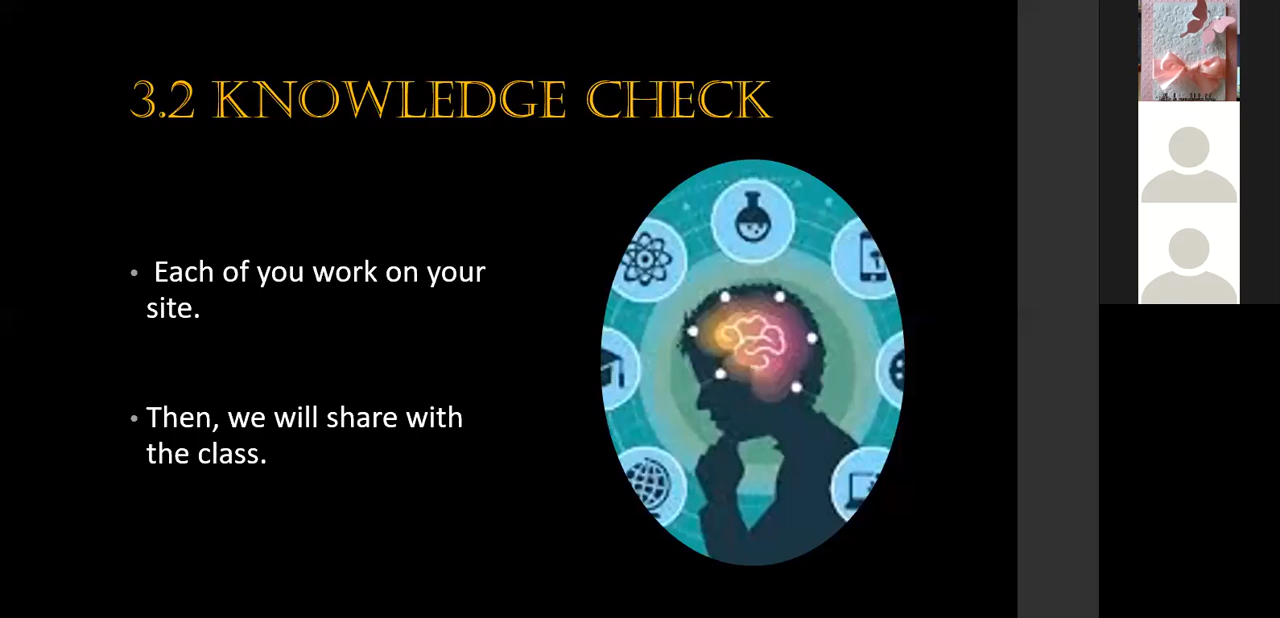 3.2 KNOWLEDGE CHECK
• Each of you work on your
site.
• Then, we will share with
the class.